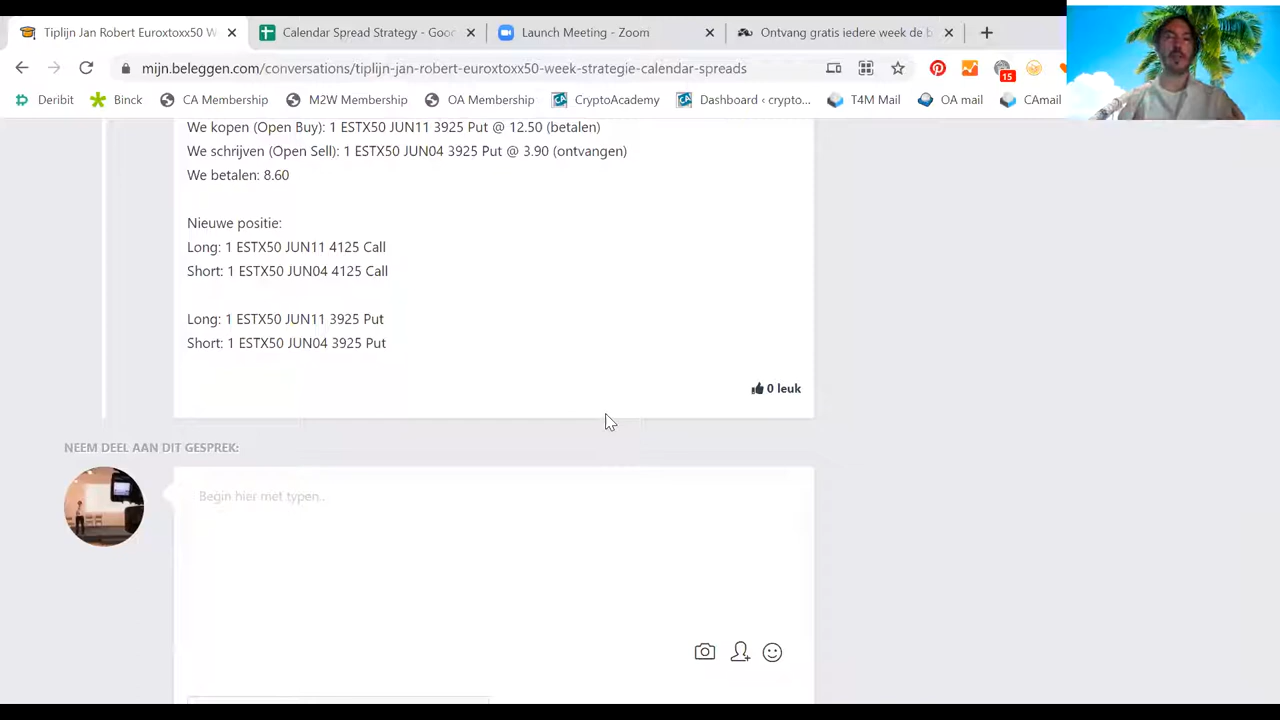 Tiplijn Jan Robert Euroxtoxx50 W
Calendar Spread Strategy - Goo
Launch Meeting - Zoom
Ontvang gratis iedere week de b
mijn.beleggen.com/conversations/tiplijn-jan-robert-euroxtoxx50-week-strategie-calendar-spreads
15
Deribit
Binck
CA Membership
M2W Membership
OA Membership
CryptoAcademy
Dashboard ‹ crypto...
T4M Mail
OA mail
CAmail
We kopen (Open Buy): 1 ESTX50 JUN11 3925 Put @ 12.50 (betalen)
We schrijven (Open Sell): 1 ESTX50 JUN04 3925 Put @ 3.90 (ontvangen)
We betalen: 8.60
Nieuwe positie:
Long: 1 ESTX50 JUN11 4125 Call
Short: 1 ESTX50 JUN04 4125 Call
Long: 1 ESTX50 JUN11 3925 Put
Short: 1 ESTX50 JUN04 3925 Put
0 leuk
NEEM DEEL AAN DIT GESPREK:
Begin hier met typen..